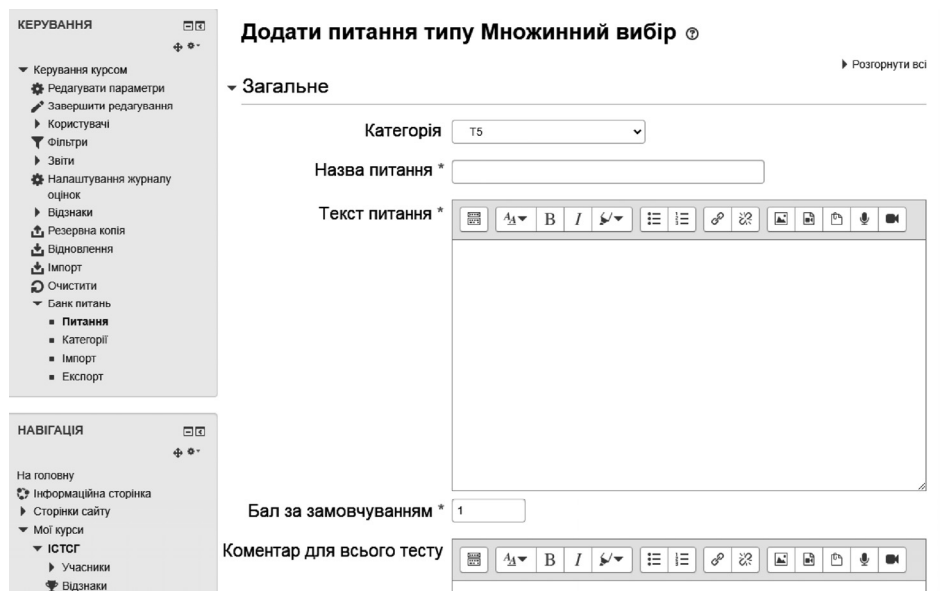 КЕРУВАННЯ
Керування курсом
Редагувати параметри
Завершити редагування
Користувачі
Фільтри
Звіти
Налаштування журналу
оцінок
Відзнаки
Резервна копія
Відновлення
Імпорт
Очистити
Банк питань
Питання
Категорії
Імпорт
Експорт
НАВІГАЦІЯ
На головну
Інформаційна сторінка
Сторінки сайту
Мої курси
ІСТСГ
Учасники
Відзнаки
Додати питання типу Множинний вибір
Розгорнути всі
Загальне
Категорія T5
Назва питання *
Текст питання *
B I
Бал за замовчуванням * 1
Коментар для всього тесту
B I